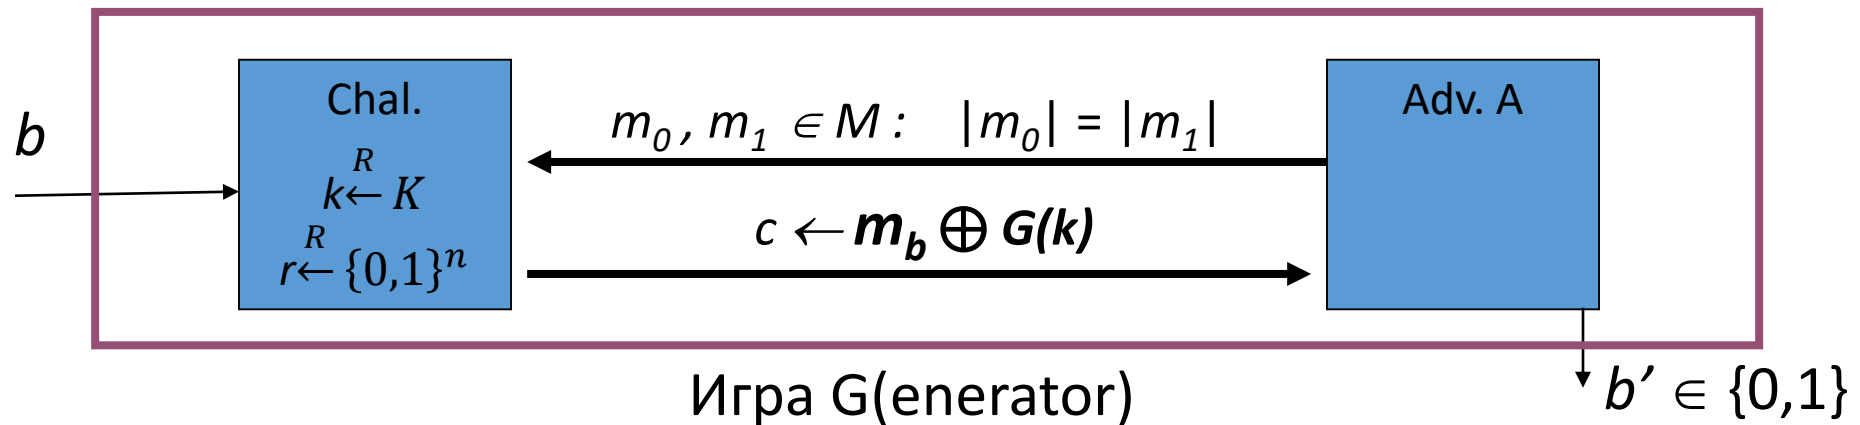 b
Chal.
k ←ᴿ K
r ←ᴿ {0,1}ⁿ
m₀ , m₁ ∈ M : |m₀| = |m₁|
c ← m_b ⊕ G(k)
Adv. A
b’ ∈ {0,1}
Игра G(enerator)